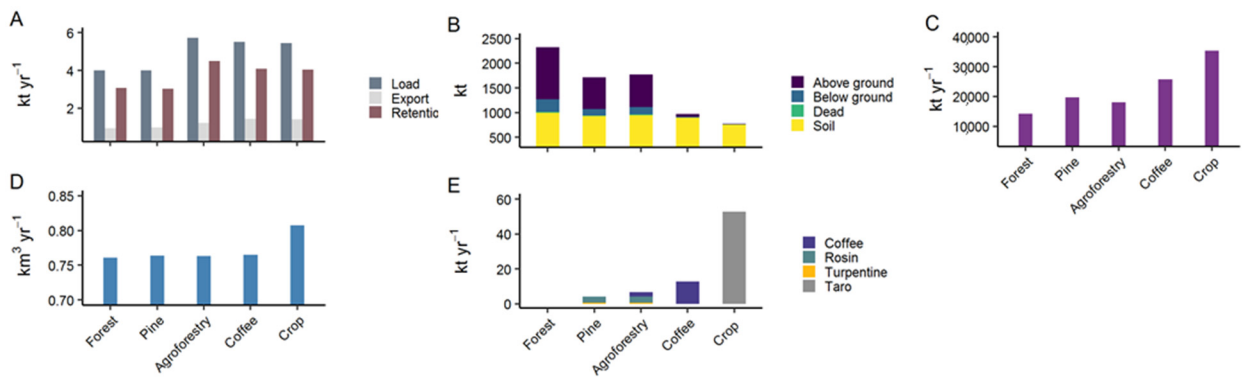 A
6
4
2
kt yr⁻¹
Load
Export
Retentic
B
2500
2000
1500
1000
500
kt
Above ground
Below ground
Dead
Soil
C
40000
30000
20000
10000
kt yr⁻¹
Forest
Pine
Agroforestry
Coffee
Crop
D
0.85
0.80
0.75
0.70
km³ yr⁻¹
Forest
Pine
Agroforestry
Coffee
Crop
E
60
40
20
0
kt yr⁻¹
Forest
Pine
Agroforestry
Coffee
Crop
Coffee
Rosin
Turpentine
Taro